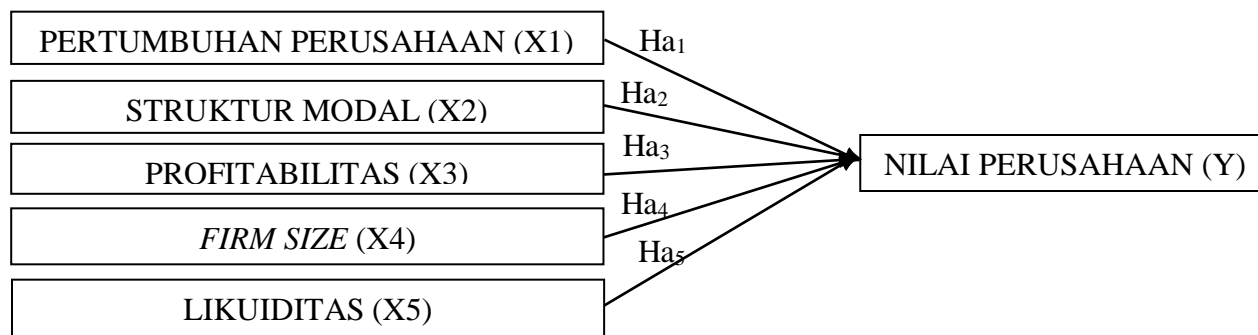 PERTUMBUHAN PERUSAHAAN (X1)
Ha1
STRUKTUR MODAL (X2)
Ha2
PROFITABILITAS (X3)
Ha3
FIRM SIZE (X4)
Ha4
LIKUIDITAS (X5)
Ha5
NILAI PERUSAHAAN (Y)